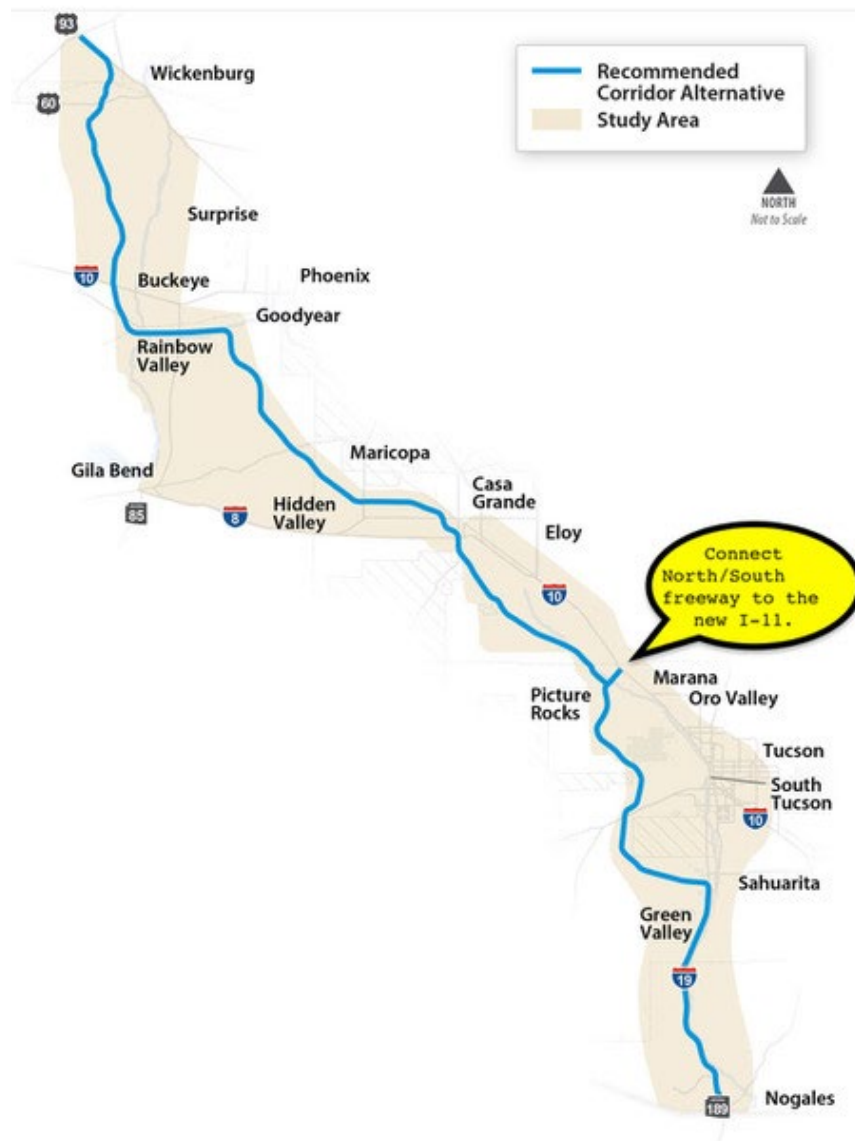 93
Wickenburg
60
Recommended
Corridor Alternative
Study Area
NORTH
Not to Scale
Surprise
10
Buckeye
Phoenix
Goodyear
Rainbow
Valley
Maricopa
Gila Bend
85
8
Hidden
Valley
Casa
Grande
Eloy
10
Connect
North/South
freeway to the
new I-11.
Marana
Oro Valley
Picture
Rocks
Tucson
South
Tucson
10
Sahuarita
Green
Valley
19
Nogales
189